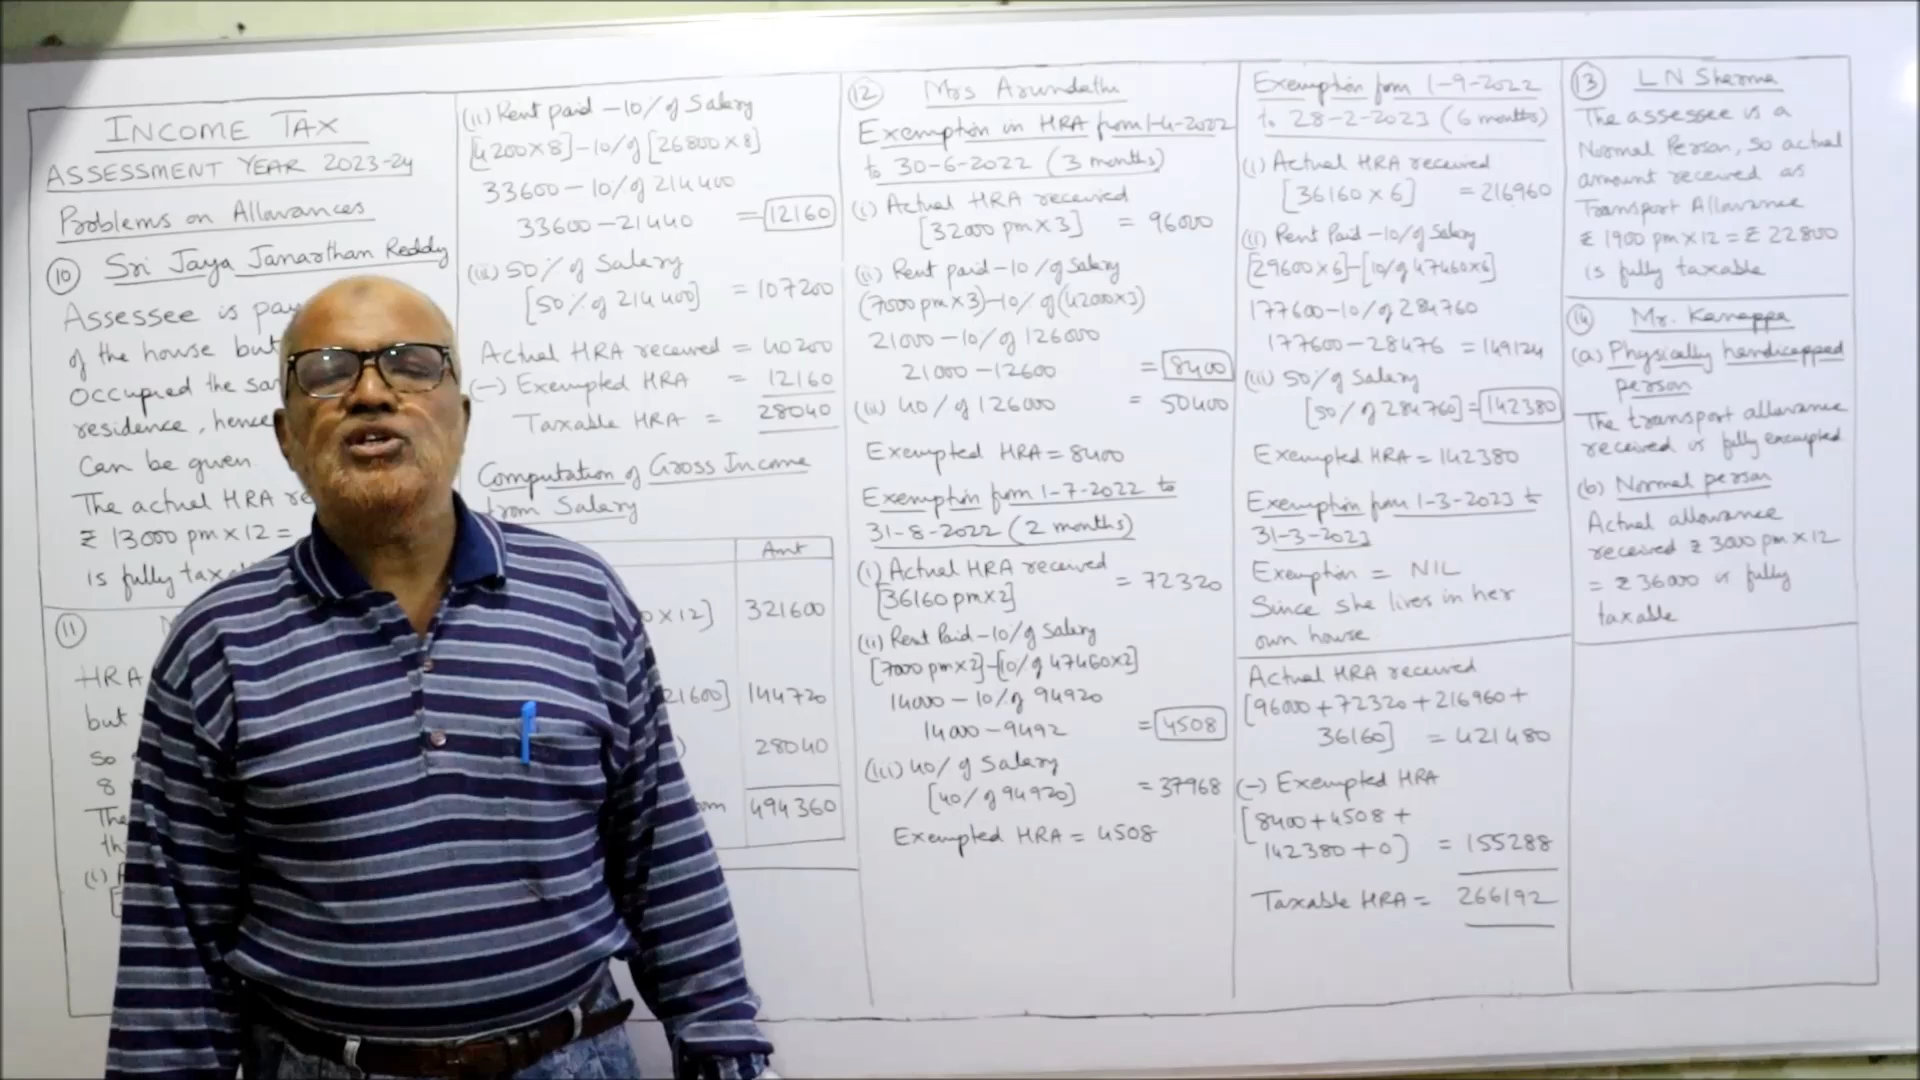 INCOME TAX
ASSESSMENT YEAR 2023-24
Problems on Allowances
(10) Sri Jaya Janartham Reddy
Assessee is
of the house but
occupied the
residence, hence
can be given.
The actual HRA
₹ 13000 pm x 12 =
is fully
(11)
HRA
but
so
8
The
(i)
(ii) Rent paid - 10% of Salary
[4200x8] - 10% of [26800x8]
33600 - 10% of 214400
33600 - 21440 = 12160
(iii) 50% of Salary
[50% of 214400] = 107200
Actual HRA received = 40200
(-) Exempted HRA = 12160
Taxable HRA = 28040
Computation of Gross Income
from Salary
Amt
x12] 321600
21600] 144720
28040
494360
(12) Mrs Arundathi
Exemption in HRA from 1-4-2022
to 30-6-2022 (3 months)
(i) Actual HRA received
[32000 pm x 3] = 96000
(ii) Rent paid - 10% of Salary
(7000 pm x 3) - 10% of (42000x3)
21000 - 10% of 126000
21000 - 12600 = 8400
(iii) 40% of 126000 = 50400
Exempted HRA = 8400
Exemption from 1-7-2022 to
31-8-2022 (2 months)
(i) Actual HRA received
[36160 pm x 2] = 72320
(ii) Rent Paid - 10% of Salary
[7000 pm x 2] - [10% of 47460x2]
14000 - 10% of 94920
14000 - 9492 = 4508
(iii) 40% of Salary
[40% of 94920] = 37968
Exempted HRA = 4508
Exemption from 1-9-2022
to 28-2-2023 (6 months)
(i) Actual HRA received
[36160 x 6] = 216960
(ii) Rent Paid - 10% of Salary
[29600x6] - [10% of 47460x6]
177600 - 10% of 284760
177600 - 28476 = 149124
(iii) 50% of Salary
[50% of 284760] = 142380
Exempted HRA = 142380
Exemption from 1-3-2023 to
31-3-2023
Exemption = NIL
Since she lives in her
own house
Actual HRA received
[96000 + 72320 + 216960 +
36160] = 421480
(-) Exempted HRA
[8400 + 4508 +
142380 + 0] = 155288
Taxable HRA = 266192
(13) L N Sharma
The assessee is a
Normal Person, so actual
amount received as
Transport Allowance
₹ 1900 pm x 12 = ₹ 22800
is fully taxable
(14) Mr. Kanappa
(a) Physically handicapped
person
The transport allowance
received is fully exempted
(b) Normal person
Actual allowance
received ₹ 3000 pm x 12
= ₹ 36000 is fully
taxable